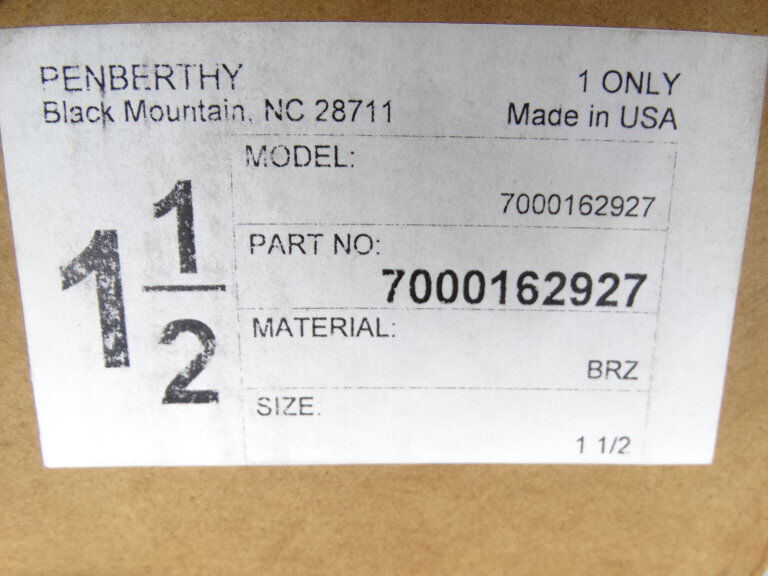 PENBERTHY
Black Mountain, NC 28711
1 ONLY
Made in USA
1 1/2
MODEL:
7000162927
PART NO:
7000162927
MATERIAL:
BRZ
SIZE:
1 1/2